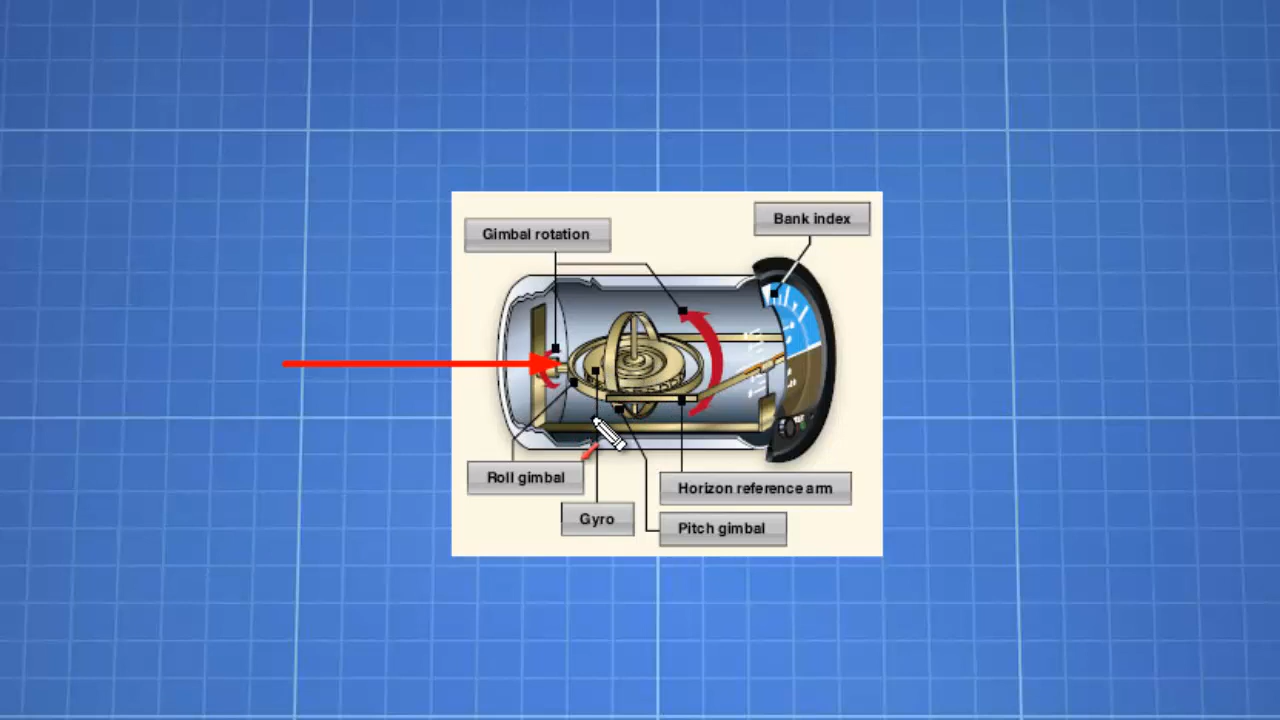 Bank index
Gimbal rotation
Roll gimbal
Horizon reference arm
Gyro
Pitch gimbal